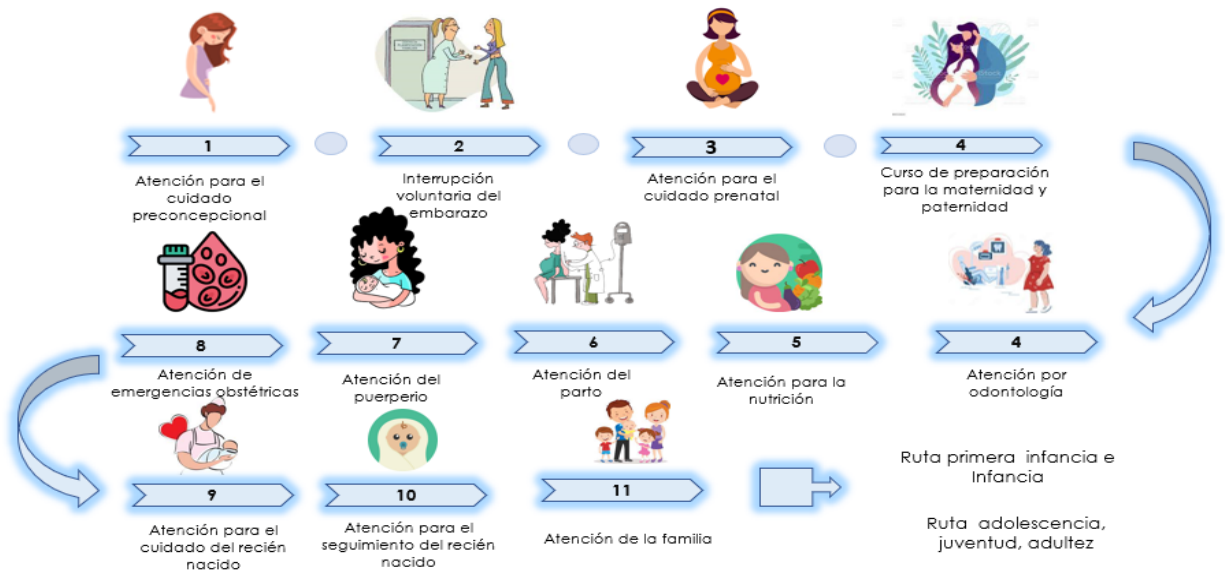 1
Atención para el
cuidado
preconcepcional
2
Interrupción
voluntaria del
embarazo
3
Atención para el
cuidado prenatal
4
Curso de preparación
para la maternidad y
paternidad
4
Atención por
odontología
5
Atención para la
nutrición
6
Atención del
parto
7
Atención del
puerperio
8
Atención de
emergencias obstétricas
9
Atención para el
cuidado del recién
nacido
10
Atención para el
seguimiento del recién
nacido
11
Atención de la familia
Ruta primera infancia e
Infancia
Ruta adolescencia,
juventud, adultez